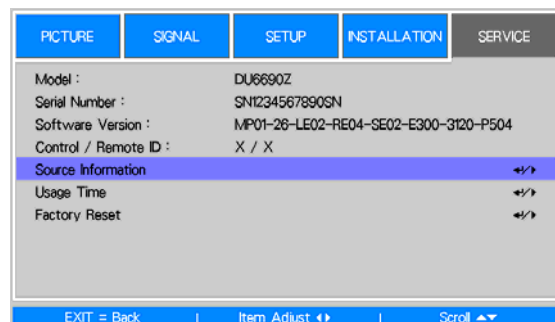 PICTURE SIGNAL SETUP INSTALLATION SERVICE
Model : DU6690Z
Serial Number : SN1234567890SN
Software Version : MP01-26-LE02-RE04-SE02-E300-3120-P504
Control / Remote ID : X / X
Source Information
Usage Time
Factory Reset
EXIT = Back | Item Adjust | Scroll